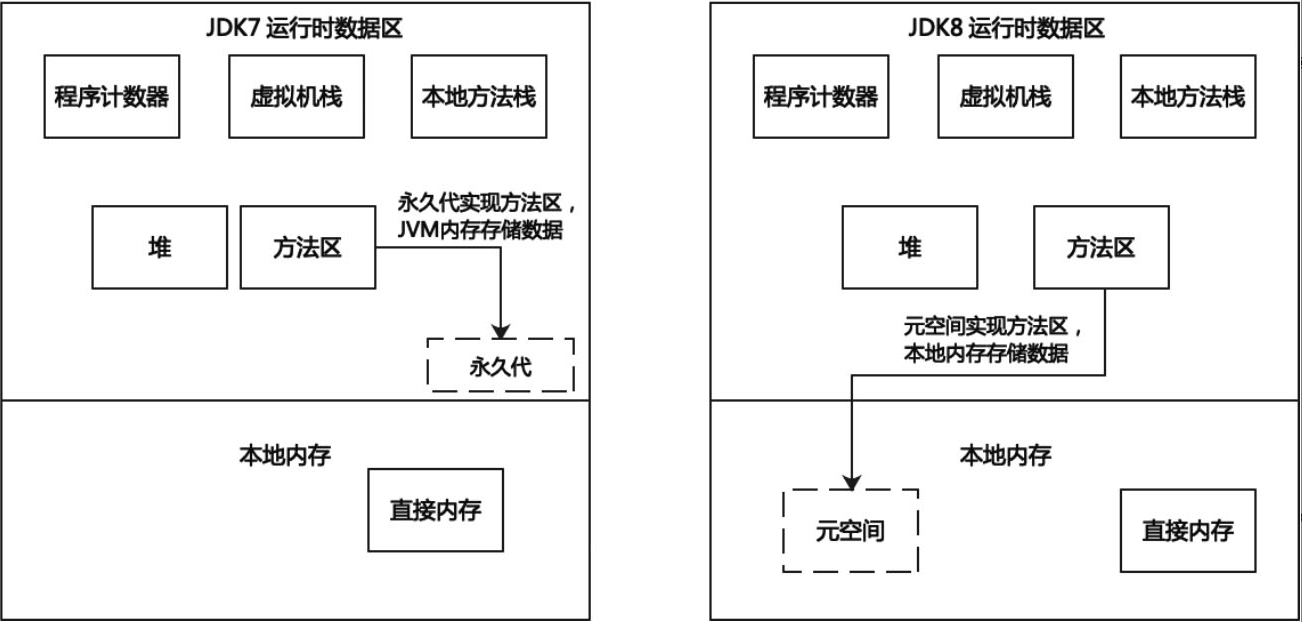 JDK7 运行时数据区
程序计数器
虚拟机栈
本地方法栈
堆
方法区
永久代实现方法区，
JVM内存存储数据
永久代
本地内存
直接内存
JDK8 运行时数据区
程序计数器
虚拟机栈
本地方法栈
堆
方法区
元空间实现方法区，
本地内存存储数据
本地内存
元空间
直接内存